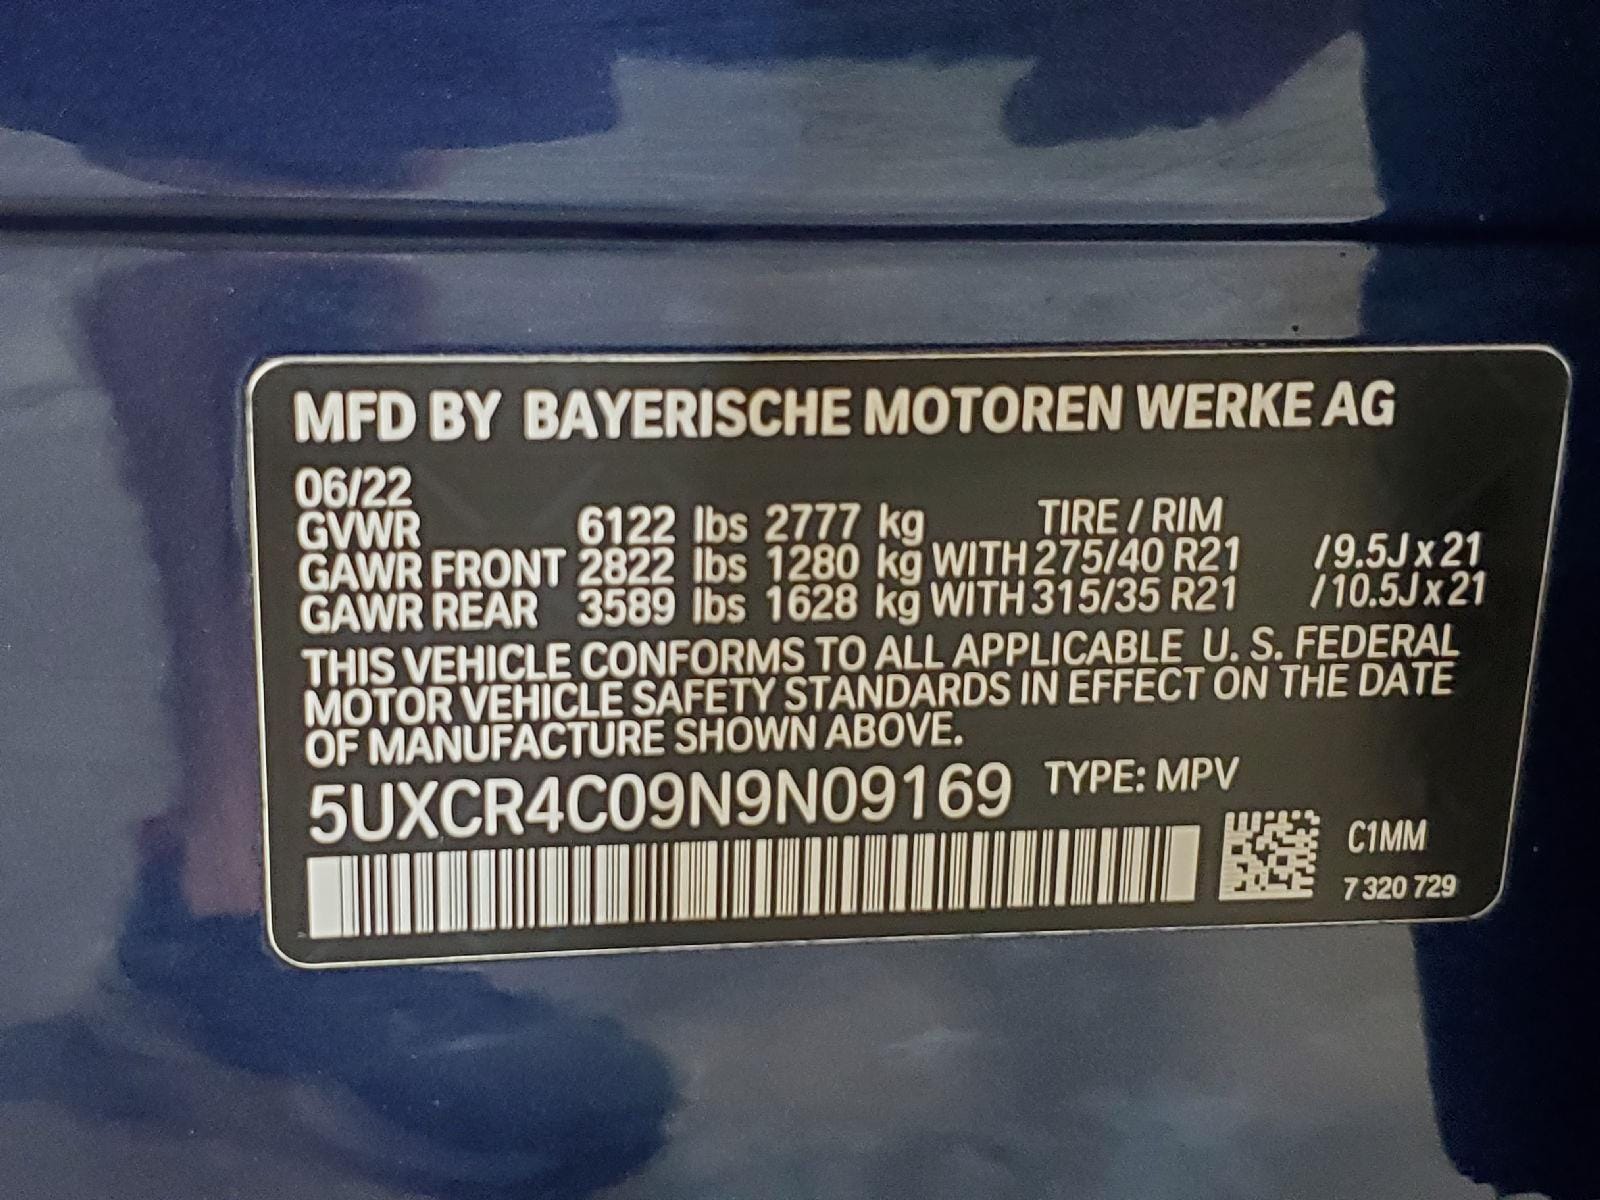 MFD BY BAYERISCHE MOTOREN WERKE AG
06/22
GVWR 6122 lbs 2777 kg TIRE / RIM
GAWR FRONT 2822 lbs 1280 kg WITH 275/40 R21 /9.5J x 21
GAWR REAR 3589 lbs 1628 kg WITH 315/35 R21 /10.5J x 21
THIS VEHICLE CONFORMS TO ALL APPLICABLE U. S. FEDERAL
MOTOR VEHICLE SAFETY STANDARDS IN EFFECT ON THE DATE
OF MANUFACTURE SHOWN ABOVE.
5UXCR4C09N9N09169 TYPE: MPV
C1MM
7 320 729